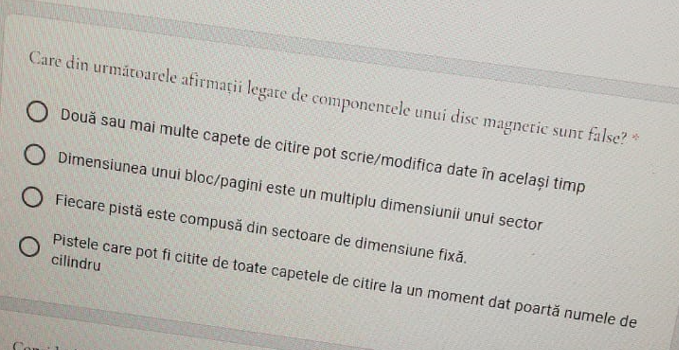 Care din următoarele afirmații legate de componentele unui disc magnetic sunt false? *
Două sau mai multe capete de citire pot scrie/modifica date în același timp
Dimensiunea unui bloc/pagini este un multiplu dimensiunii unui sector
Fiecare pistă este compusă din sectoare de dimensiune fixă.
Pistele care pot fi citite de toate capetele de citire la un moment dat poartă numele de
cilindru